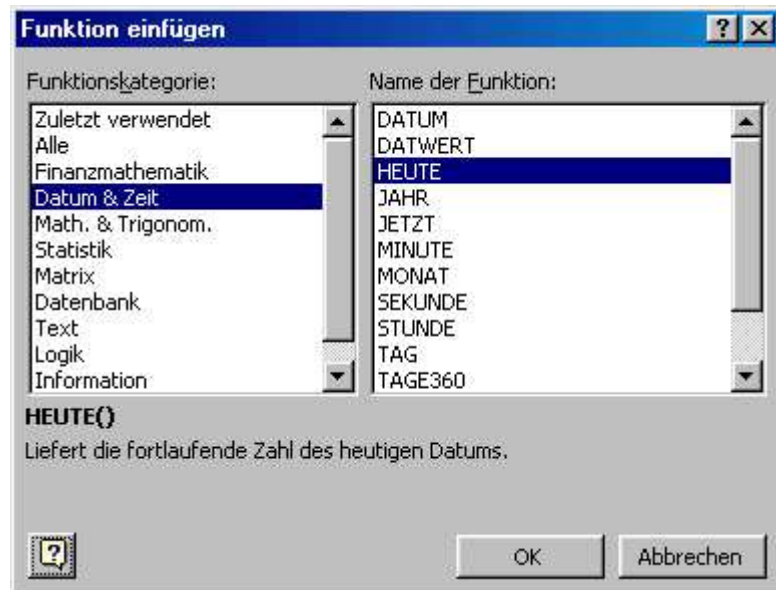 Funktion einfügen
Funktionskategorie:
Zuletzt verwendet
Alle
Finanzmathematik
Datum & Zeit
Math. & Trigonom.
Statistik
Matrix
Datenbank
Text
Logik
Information
Name der Funktion:
DATUM
DATWERT
HEUTE
JAHR
JETZT
MINUTE
MONAT
SEKUNDE
STUNDE
TAG
TAGE360
HEUTE()
Liefert die fortlaufende Zahl des heutigen Datums.
OK
Abbrechen